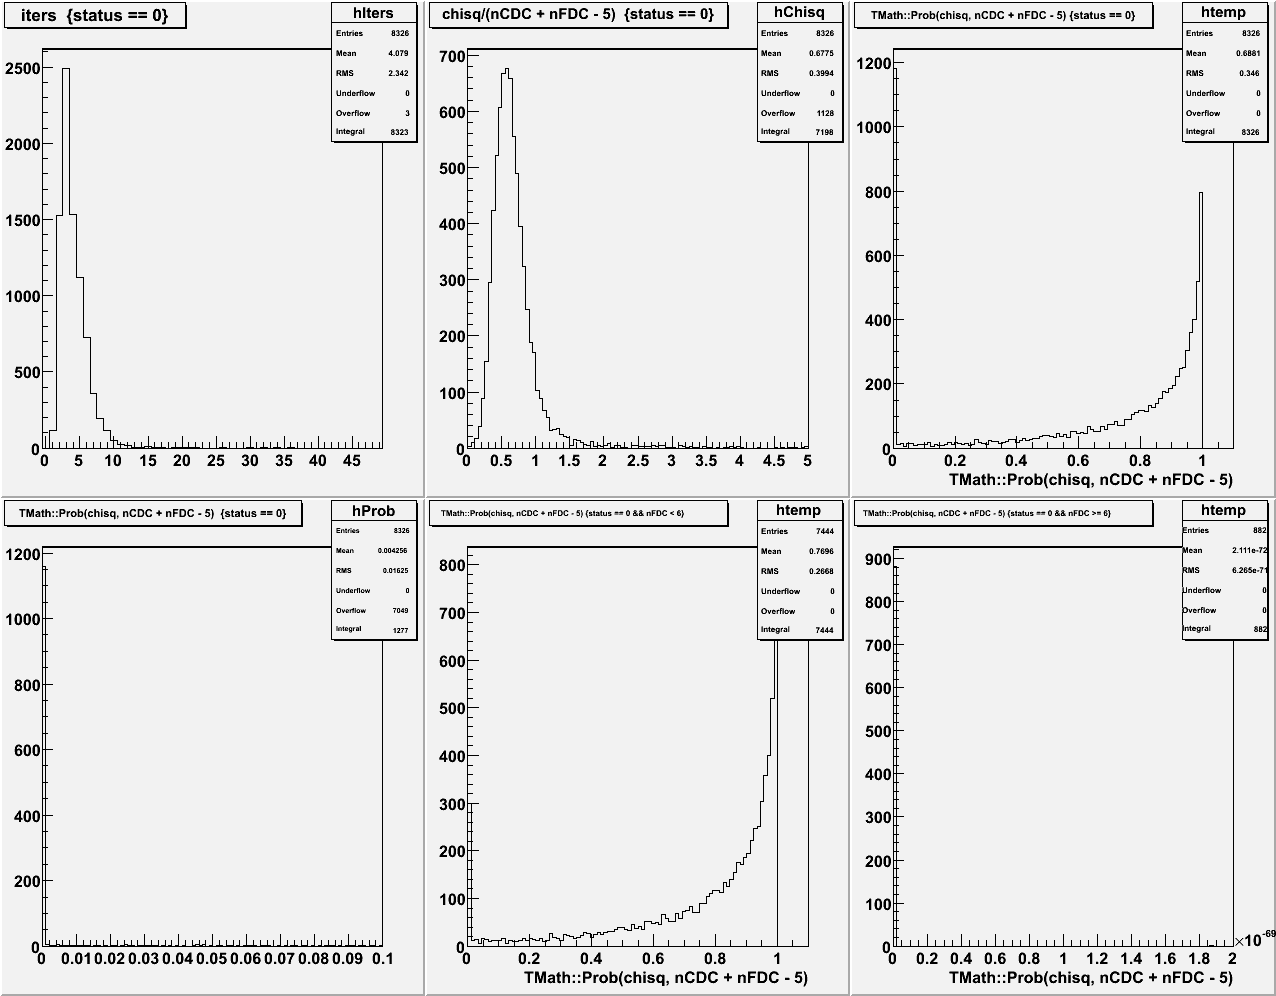 iters {status == 0}
hIters
Entries 8326
Mean 4.079
RMS 2.342
Underflow 0
Overflow 3
Integral 8323
2500
2000
1500
1000
500
0
0 5 10 15 20 25 30 35 40 45
chisq/(nCDC + nFDC - 5) {status == 0}
hChisq
Entries 8326
Mean 0.6775
RMS 0.3994
Underflow 0
Overflow 1128
Integral 7198
700
600
500
400
300
200
100
0
0 0.5 1 1.5 2 2.5 3 3.5 4 4.5 5
TMath::Prob(chisq, nCDC + nFDC - 5) {status == 0}
htemp
Entries 8326
Mean 0.6881
RMS 0.346
Underflow 0
Overflow 0
Integral 8326
1200
1000
800
600
400
200
0
0 0.2 0.4 0.6 0.8 1
TMath::Prob(chisq, nCDC + nFDC - 5)
TMath::Prob(chisq, nCDC + nFDC - 5) {status == 0}
hProb
Entries 8326
Mean 0.004256
RMS 0.01625
Underflow 0
Overflow 7049
Integral 1277
1200
1000
800
600
400
200
0
0 0.01 0.02 0.03 0.04 0.05 0.06 0.07 0.08 0.09 0.1
TMath::Prob(chisq, nCDC + nFDC - 5) {status == 0 && nFDC < 6}
htemp
Entries 7444
Mean 0.7696
RMS 0.2668
Underflow 0
Overflow 0
Integral 7444
800
700
600
500
400
300
200
100
0
0 0.2 0.4 0.6 0.8 1
TMath::Prob(chisq, nCDC + nFDC - 5)
TMath::Prob(chisq, nCDC + nFDC - 5) {status == 0 && nFDC >= 6}
htemp
Entries 882
Mean 2.111e-72
RMS 6.265e-71
Underflow 0
Overflow 0
Integral 882
900
800
700
600
500
400
300
200
100
0
0 0.2 0.4 0.6 0.8 1 1.2 1.4 1.6 1.8 2
×10^-69
TMath::Prob(chisq, nCDC + nFDC - 5)